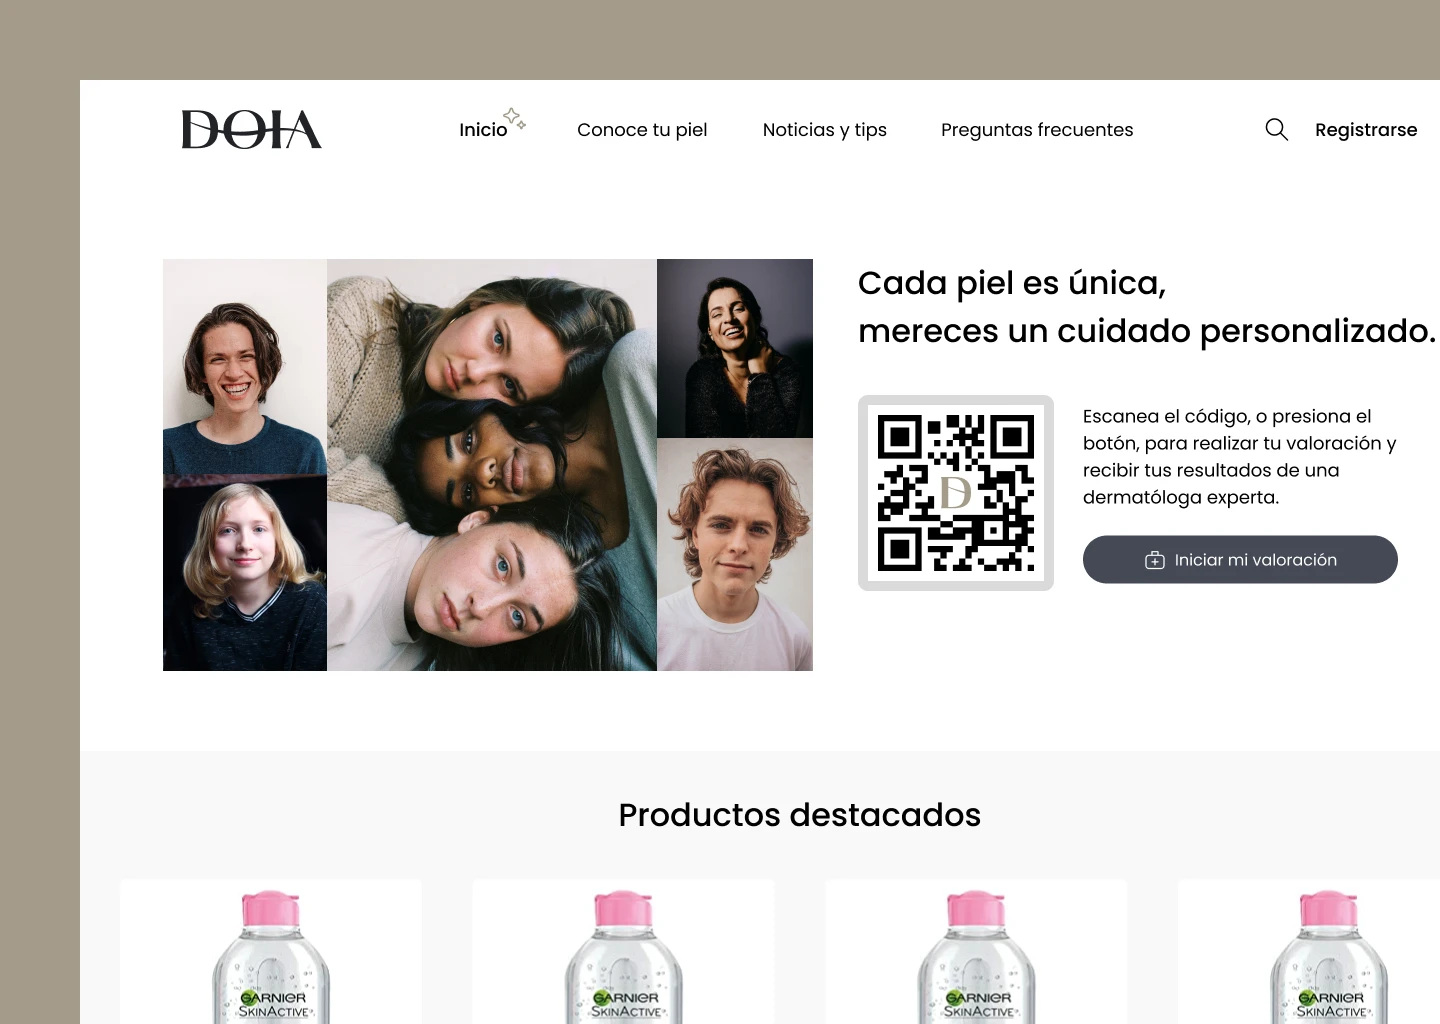 DOIA
Inicio
Conoce tu piel
Noticias y tips
Preguntas frecuentes
Registrarse
Cada piel es única,
mereces un cuidado personalizado.
D
Escanea el código, o presiona el
botón, para realizar tu valoración y
recibir tus resultados de una
dermatóloga experta.
Iniciar mi valoración
Productos destacados
GARNIER
SKINACTIVE
GARNIER
SKINACTIVE
GARNIER
SKINACTIVE
GARNIER
SKINACTIVE